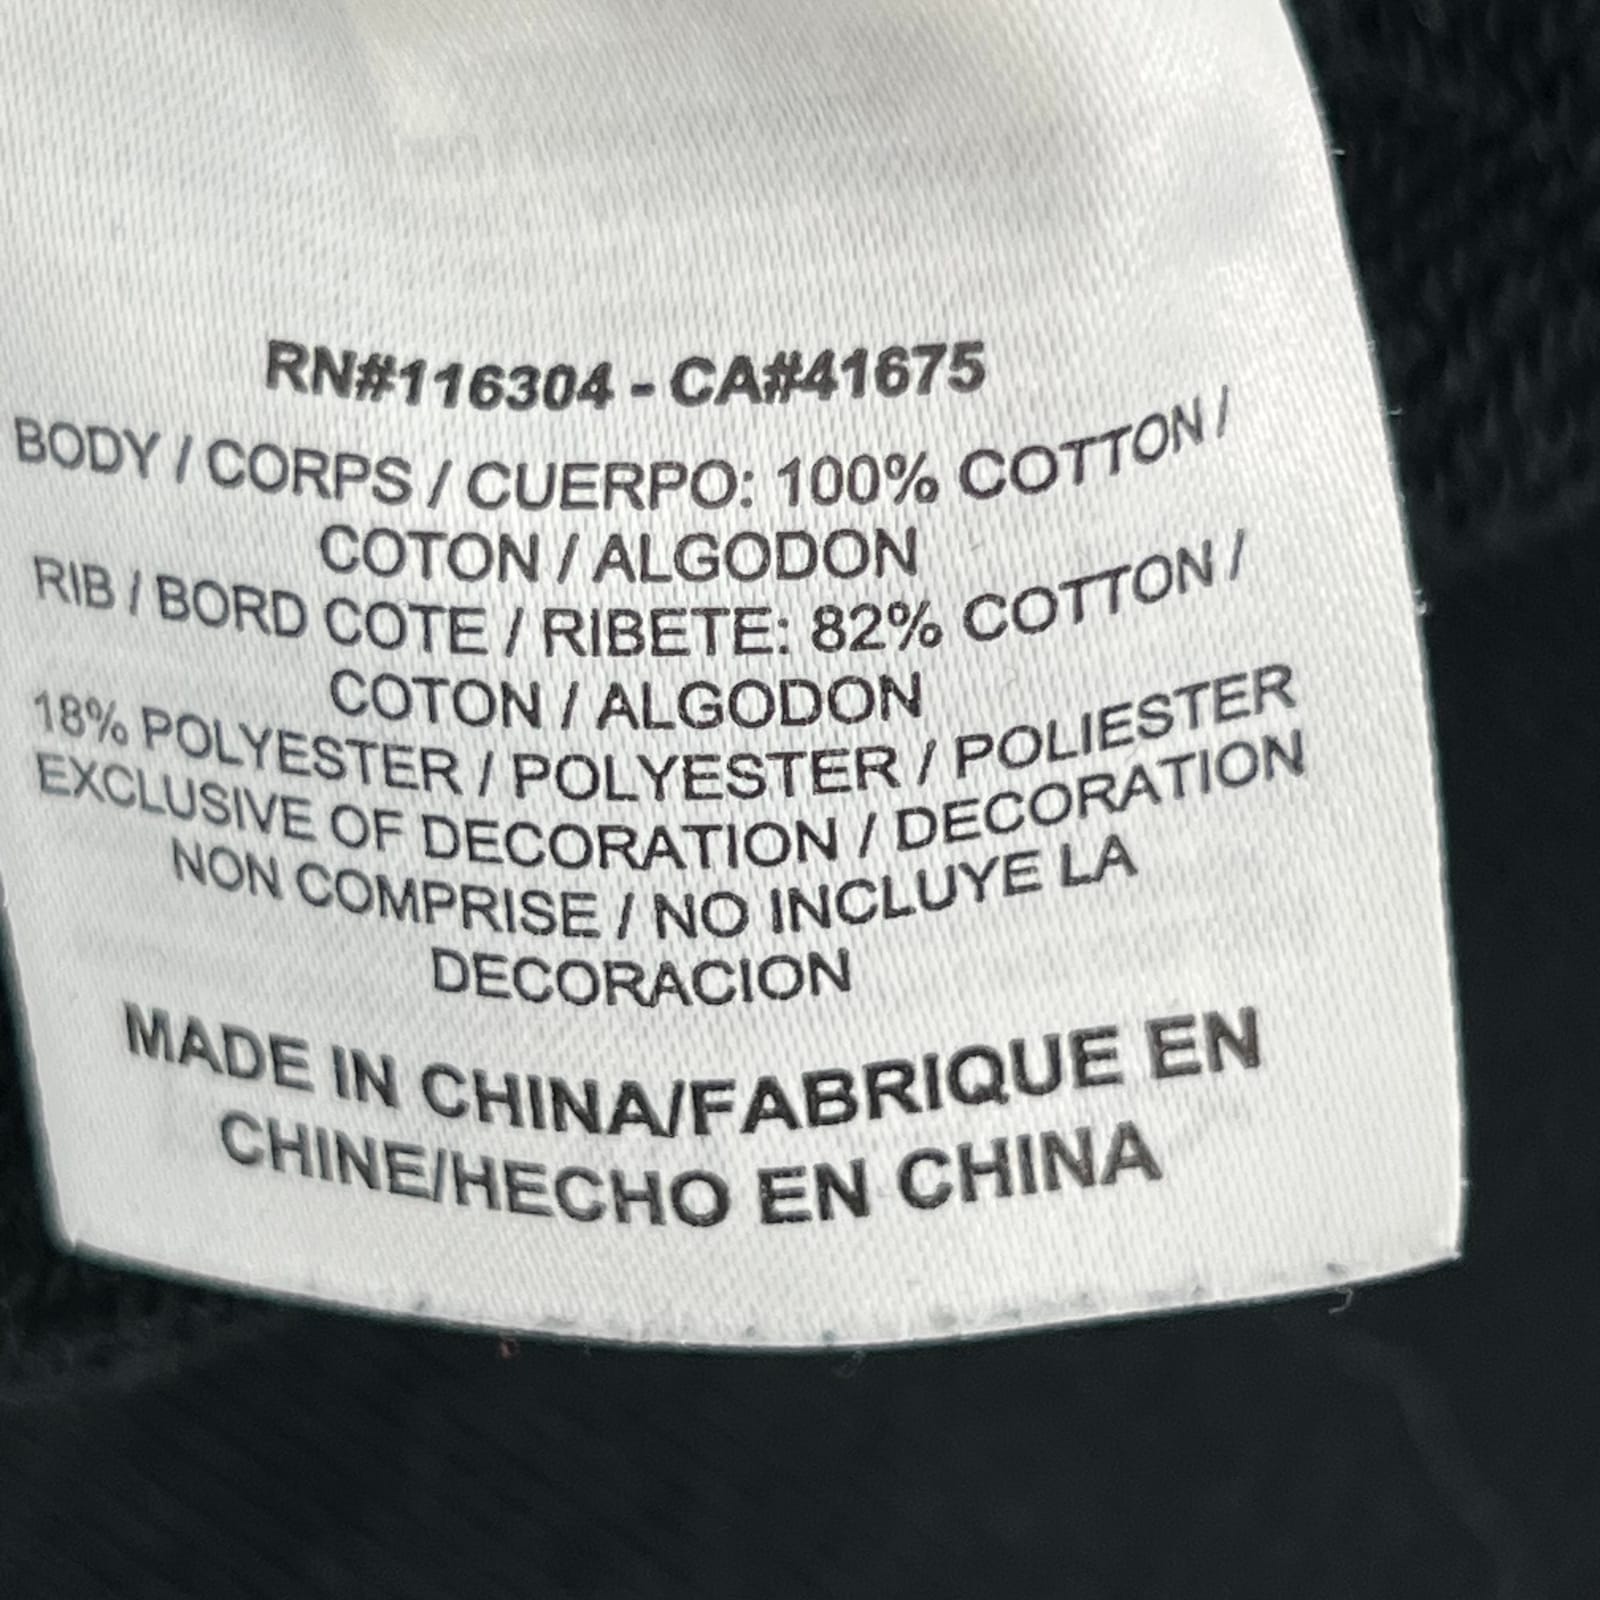 RN#116304 - CA#41675
BODY / CORPS / CUERPO: 100% COTTON /
COTON / ALGODON
RIB / BORD COTE / RIBETE: 82% COTTON /
COTON / ALGODON
18% POLYESTER / POLYESTER / POLIESTER
EXCLUSIVE OF DECORATION / DECORATION
NON COMPRISE / NO INCLUYE LA
DECORACION
MADE IN CHINA/FABRIQUE EN
CHINE/HECHO EN CHINA